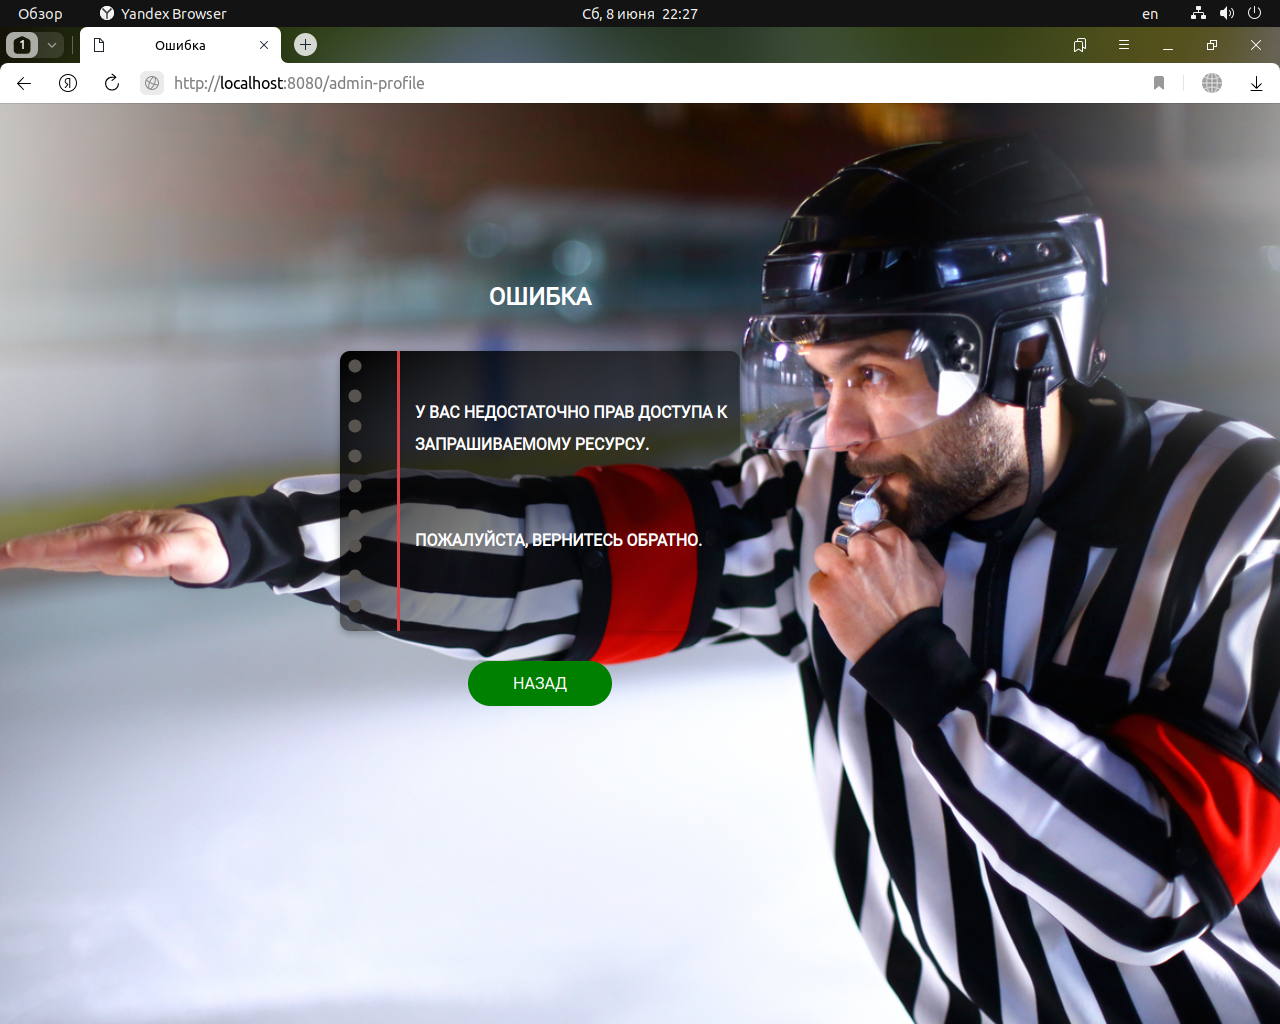 Обзор
Yandex Browser
Сб, 8 июня 22:27
en
1
Ошибка
Я
http://localhost:8080/admin-profile
ОШИБКА
У ВАС НЕДОСТАТОЧНО ПРАВ ДОСТУПА К
ЗАПРАШИВАЕМОМУ РЕСУРСУ.
ПОЖАЛУЙСТА, ВЕРНИТЕСЬ ОБРАТНО.
НАЗАД